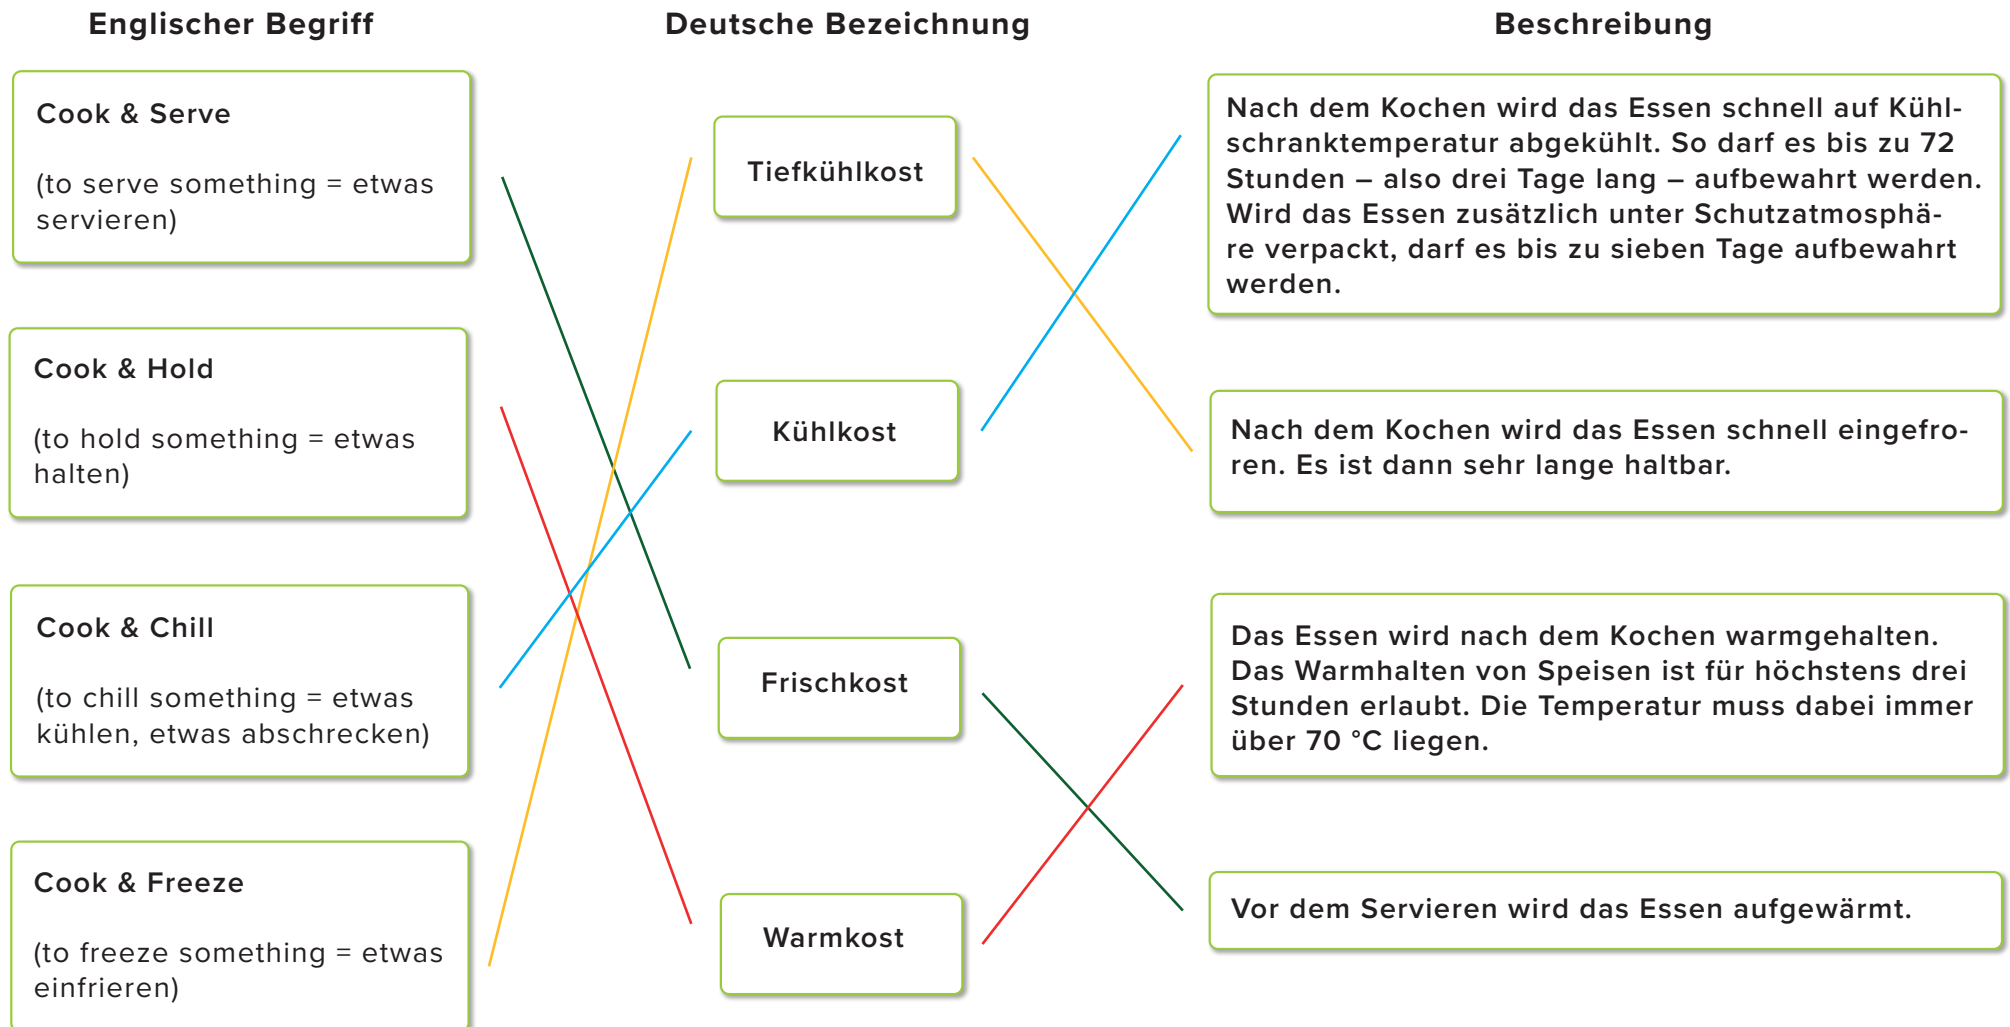 Englischer Begriff
Deutsche Bezeichnung
Beschreibung
Cook & Serve
(to serve something = etwas
servieren)
Cook & Hold
(to hold something = etwas
halten)
Cook & Chill
(to chill something = etwas
kühlen, etwas abschrecken)
Cook & Freeze
(to freeze something = etwas
einfrieren)
Tiefkühlkost
Kühlkost
Frischkost
Warmkost
Nach dem Kochen wird das Essen schnell auf Kühl-
schranktemperatur abgekühlt. So darf es bis zu 72
Stunden – also drei Tage lang – aufbewahrt werden.
Wird das Essen zusätzlich unter Schutzatmosphä-
re verpackt, darf es bis zu sieben Tage aufbewahrt
werden.
Nach dem Kochen wird das Essen schnell eingefro-
ren. Es ist dann sehr lange haltbar.
Das Essen wird nach dem Kochen warmgehalten.
Das Warmhalten von Speisen ist für höchstens drei
Stunden erlaubt. Die Temperatur muss dabei immer
über 70 °C liegen.
Vor dem Servieren wird das Essen aufgewärmt.